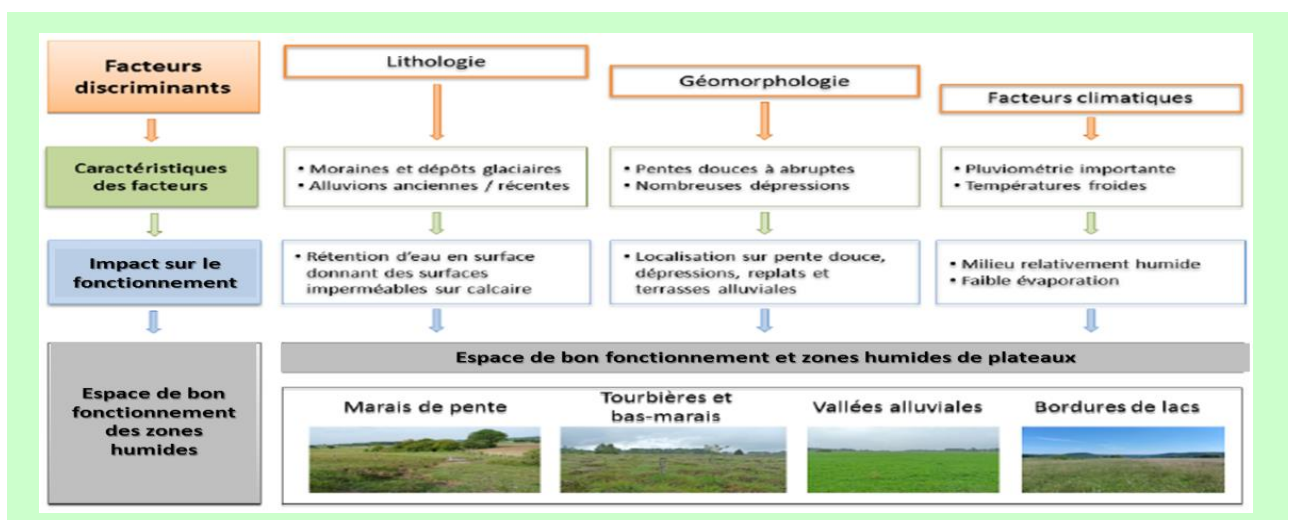 Facteurs
discriminants
Lithologie
Géomorphologie
Facteurs climatiques
Caractéristiques
des facteurs
• Moraines et dépôts glaciaires
• Alluvions anciennes / récentes
• Pentes douces à abruptes
• Nombreuses dépressions
• Pluviométrie importante
• Températures froides
Impact sur le
fonctionnement
• Rétention d'eau en surface
donnant des surfaces
imperméables sur calcaire
• Localisation sur pente douce,
dépressions, replats et
terrasses alluviales
• Milieu relativement humide
• Faible évaporation
Espace de bon
fonctionnement
des zones
humides
Espace de bon fonctionnement et zones humides de plateaux
Marais de pente
Tourbières et
bas-marais
Vallées alluviales
Bordures de lacs